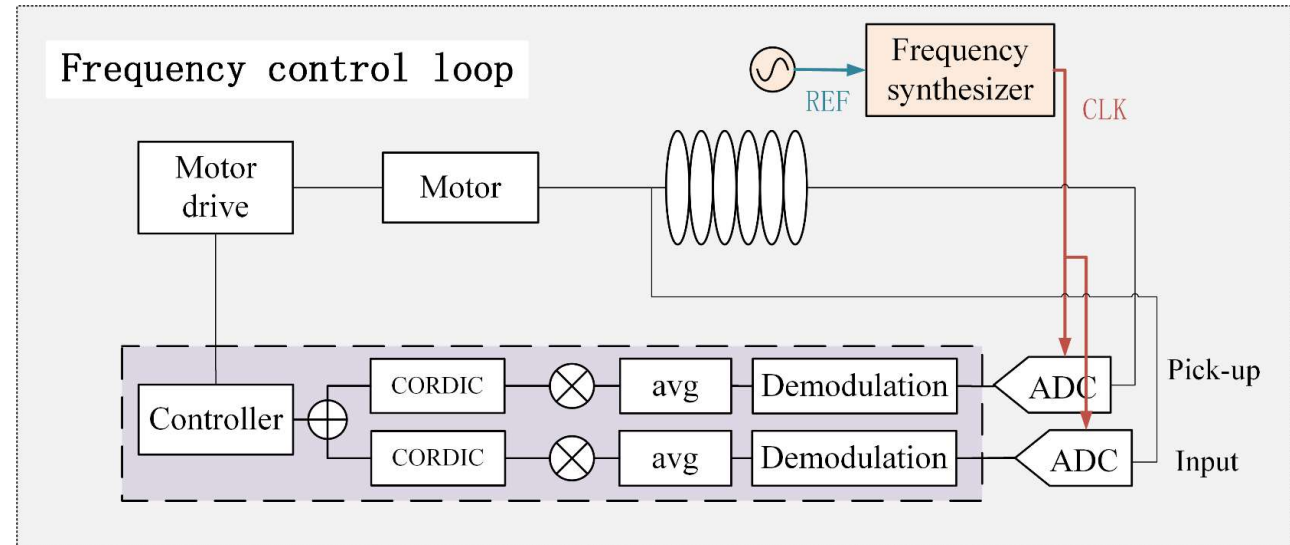 Frequency control loop
Frequency
synthesizer
REF
CLK
Motor
drive
Motor
CORDIC
avg
Demodulation
ADC
Pick-up
Controller
CORDIC
avg
Demodulation
ADC
Input